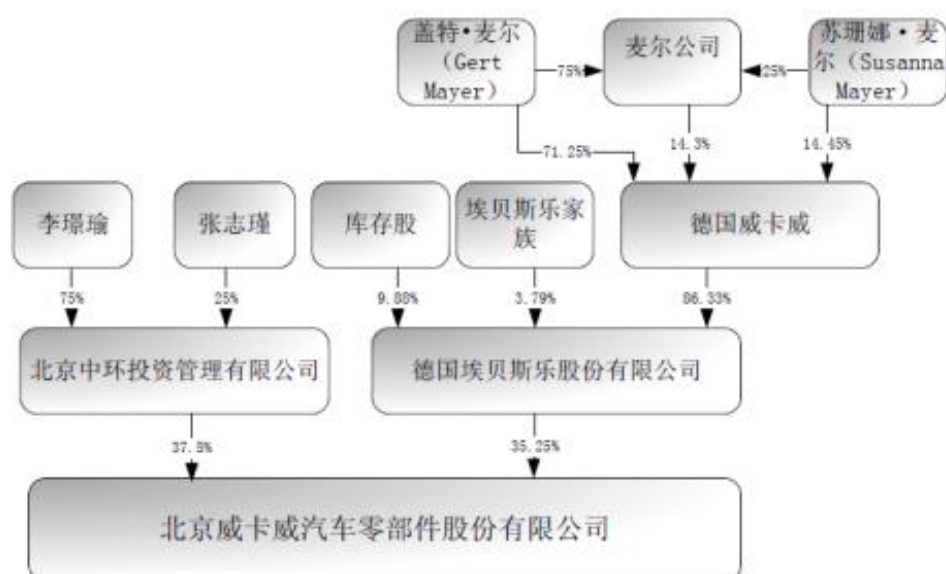 盖特•麦尔
（Gert
Mayer）
75%
麦尔公司
25%
苏珊娜·麦
尔（Susanna
Mayer）
71.25%
14.3%
14.45%
李璟瑜
张志瑾
库存股
埃贝斯乐家
族
德国威卡威
75%
25%
9.88%
3.79%
86.33%
北京中环投资管理有限公司
德国埃贝斯乐股份有限公司
37.5%
35.25%
北京威卡威汽车零部件股份有限公司